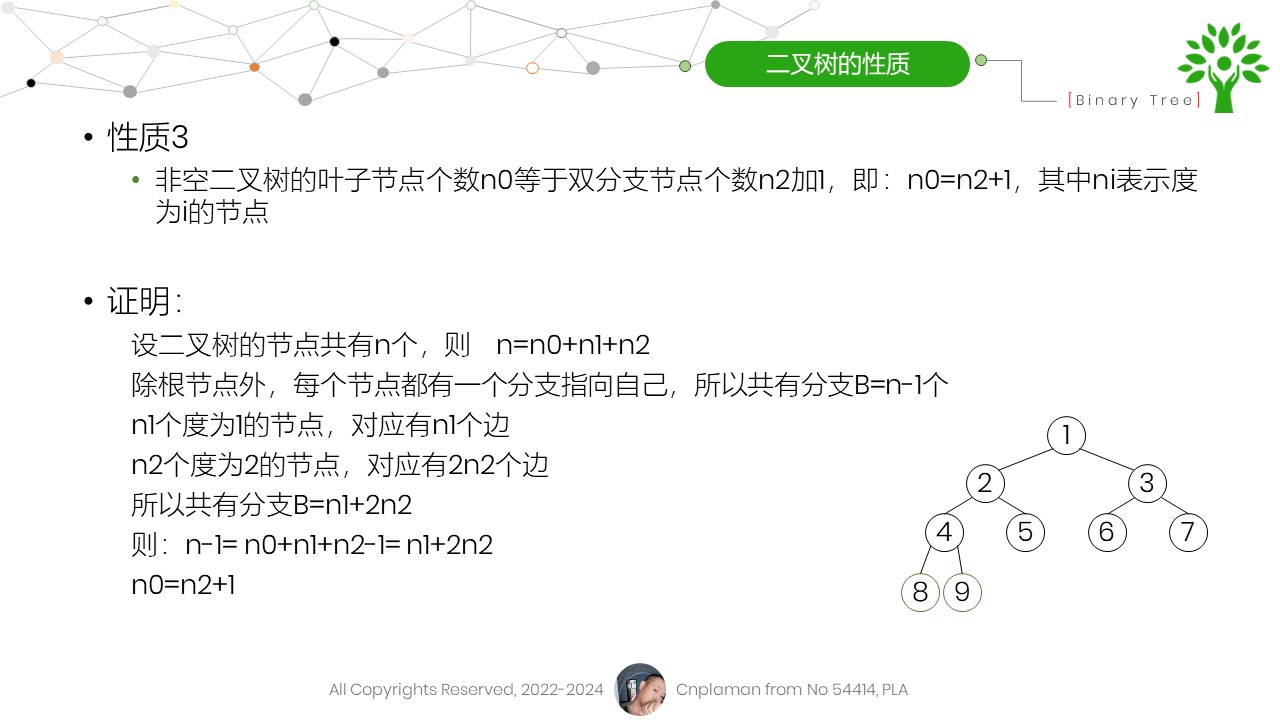 二叉树的性质
[Binary Tree]
• 性质3
• 非空二叉树的叶子节点个数n0等于双分支节点个数n2加1，即：n0=n2+1，其中ni表示度
为i的节点
• 证明：
设二叉树的节点共有n个，则 n=n0+n1+n2
除根节点外，每个节点都有一个分支指向自己，所以共有分支B=n-1个
n1个度为1的节点，对应有n1个边
n2个度为2的节点，对应有2n2个边
所以共有分支B=n1+2n2
则：n-1= n0+n1+n2-1= n1+2n2
n0=n2+1
1
2 3
4 5 6 7
8 9
All Copyrights Reserved, 2022-2024 Cnplaman from No 54414, PLA